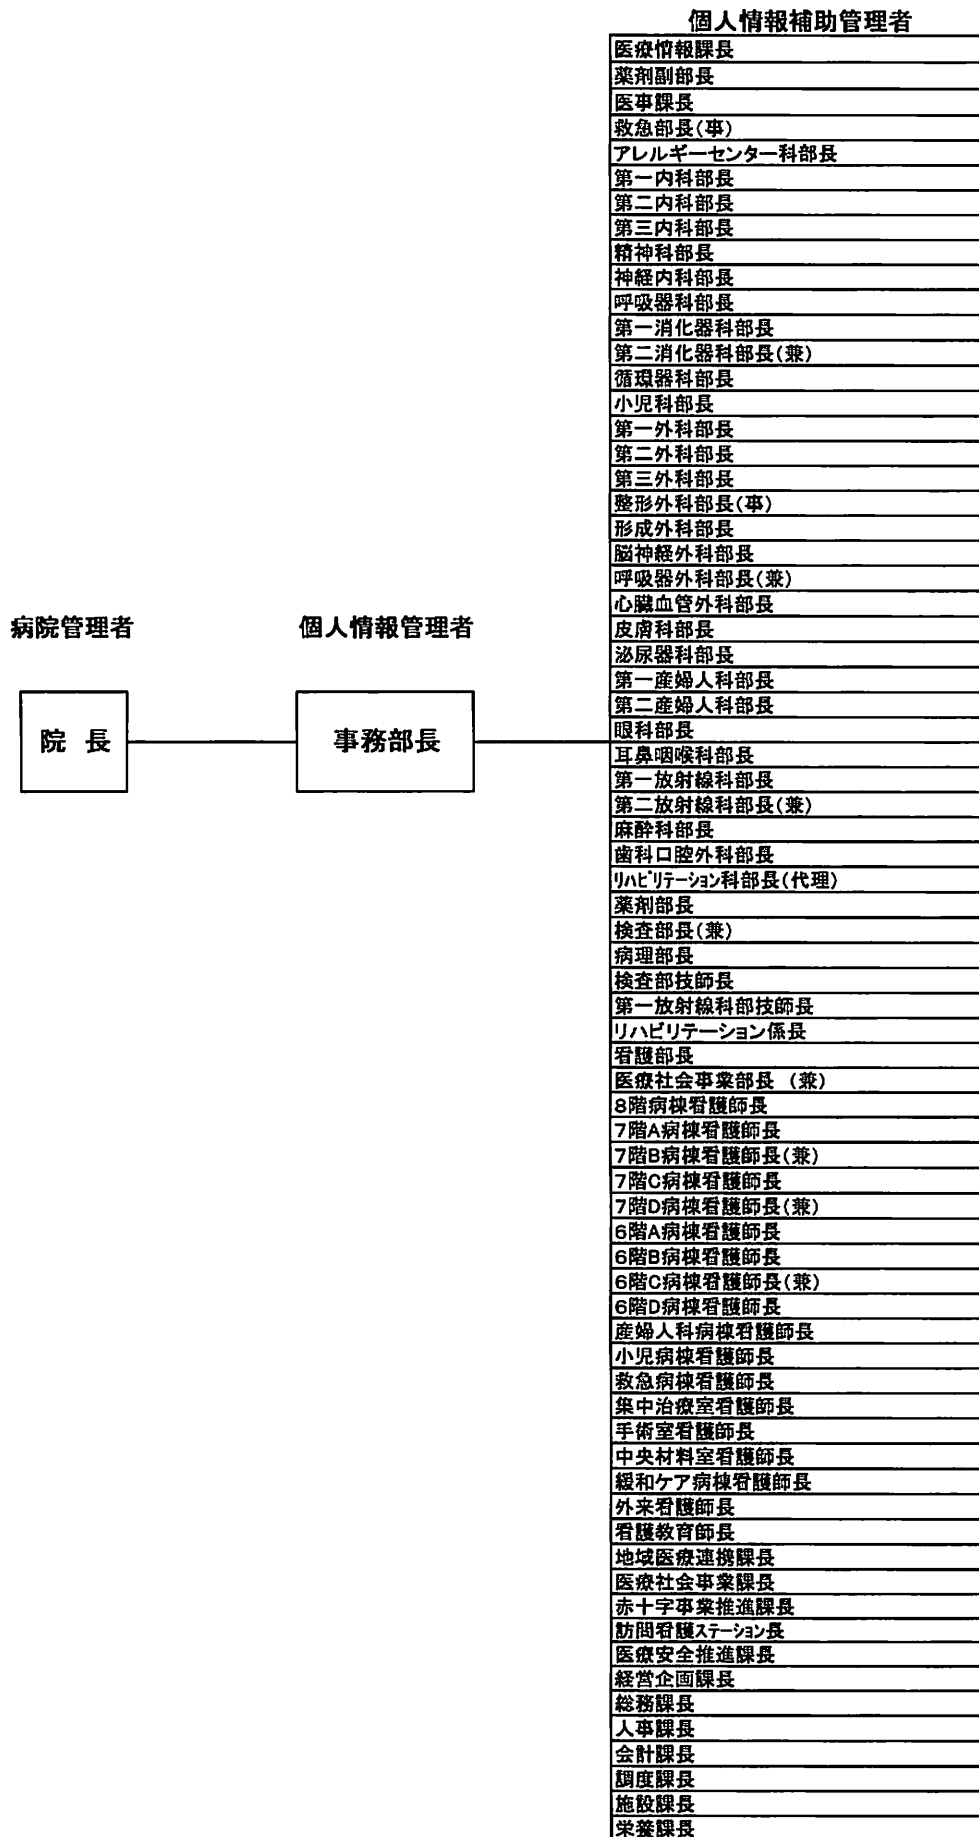 個人情報補助管理者
医療情報課長
薬剤副部長
医事課長
救急部長(事)
アレルギーセンター科部長
第一内科部長
第二内科部長
第三内科部長
精神科部長
神経内科部長
呼吸器科部長
第一消化器科部長
第二消化器科部長(兼)
循環器科部長
小児科部長
第一外科部長
第二外科部長
第三外科部長
整形外科部長(事)
形成外科部長
脳神経外科部長
呼吸器外科部長(兼)
心臓血管外科部長
病院管理者
個人情報管理者
皮膚科部長
泌尿器科部長
第一産婦人科部長
第二産婦人科部長
院 長
事務部長
眼科部長
耳鼻咽喉科部長
第一放射線科部長
第二放射線科部長(兼)
麻酔科部長
歯科口腔外科部長
リハビリテーション科部長(代理)
薬剤部長
検査部長(兼)
病理部長
検査部技師長
第一放射線科部技師長
リハビリテーション係長
看護部長
医療社会事業部長 (兼)
8階病棟看護師長
7階A病棟看護師長
7階B病棟看護師長(兼)
7階C病棟看護師長
7階D病棟看護師長(兼)
6階A病棟看護師長
6階B病棟看護師長
6階C病棟看護師長(兼)
6階D病棟看護師長
産婦人科病棟看護師長
小児病棟看護師長
救急病棟看護師長
集中治療室看護師長
手術室看護師長
中央材料室看護師長
緩和ケア病棟看護師長
外来看護師長
看護教育師長
地域医療連携課長
医療社会事業課長
赤十字事業推進課長
訪問看護ステーション長
医療安全推進課長
経営企画課長
総務課長
人事課長
会計課長
調度課長
施設課長
栄養課長